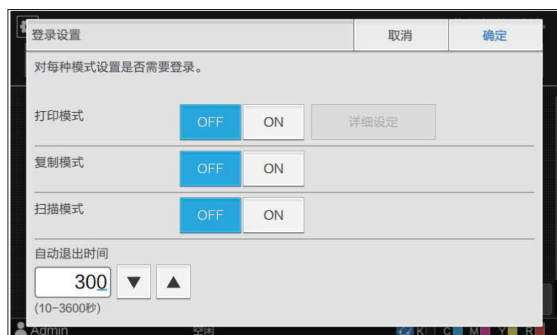 登录设置 取消 确定
对每种模式设置是否需要登录。
打印模式 OFF ON 详细设定
复制模式 OFF ON
扫描模式 OFF ON
自动退出时间
300
(10-3600秒)
Admin 空闲 K C M Y R